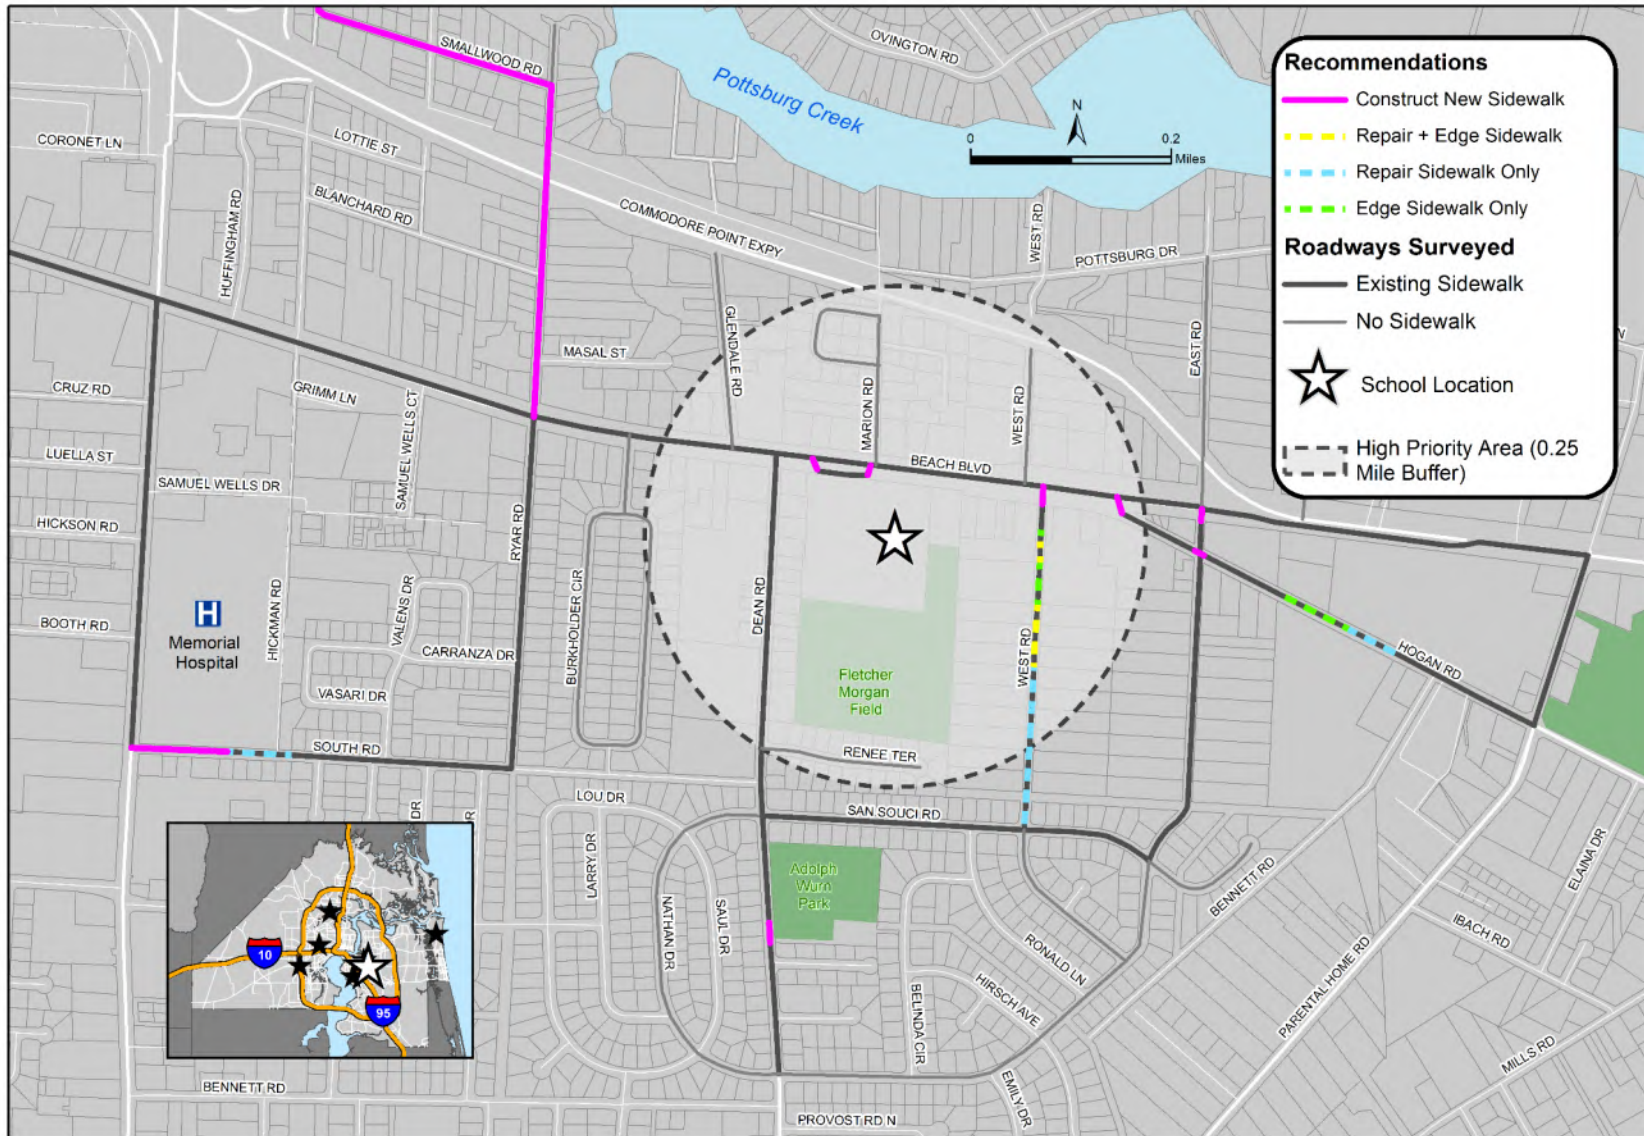 SMALLWOOD RD
OVINGTON RD
Pottsburg Creek
N
0
0.2
Miles
Recommendations
Construct New Sidewalk
Repair + Edge Sidewalk
Repair Sidewalk Only
Edge Sidewalk Only
Roadways Surveyed
Existing Sidewalk
No Sidewalk
School Location
High Priority Area (0.25
Mile Buffer)
CORONET LN
LOTTIE ST
HUFFINGHAM RD
BLANCHARD RD
COMMODORE POINT EXPY
WEST RD
POTTSBURG DR
GLENDALE RD
EAST RD
N
MASAL ST
MARION RD
WEST RD
CRUZ RD
GRIMM LN
SAMUEL WELLS CT
LUELLA ST
SAMUEL WELLS DR
BEACH BLVD
HICKSON RD
RYAR RD
BURKHOLDER CIR
DEAN RD
H
Memorial
Hospital
BOOTH RD
HICKMAN RD
VALENS DR
CARRANZA DR
VASARI DR
WEST RD
HOGAN RD
Fletcher
Morgan
Field
SOUTH RD
RENEE TER
LOU DR
SAN SOUCI RD
DR
R
LARRY DR
NATHAN DR
SAUL DR
Adolph
Wurn
Park
BENNETT RD
ELAINA DR
IBACH RD
RONALD LN
HIRSCH AVE
BELINDA CIR
PARENTAL HOME RD
MILLS RD
EMILY DR
10
95
BENNETT RD
PROVOST RD N